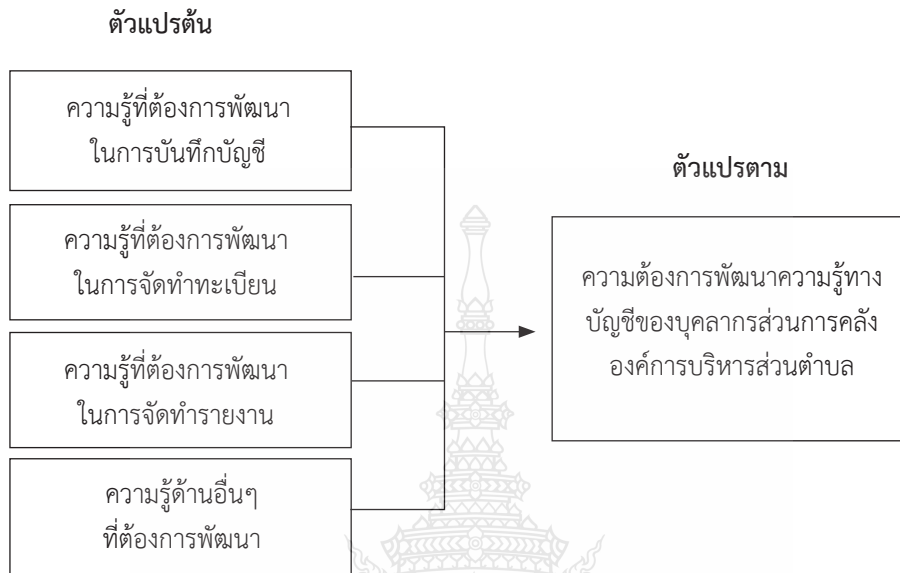 ตัวแปรต้น
ความรู้ที่ต้องการพัฒนา
ในการบันทึกบัญชี
ความรู้ที่ต้องการพัฒนา
ในการจัดทำทะเบียน
ความรู้ที่ต้องการพัฒนา
ในการจัดทำรายงาน
ความรู้ด้านอื่นๆ
ที่ต้องการพัฒนา
ตัวแปรตาม
ความต้องการพัฒนาความรู้ทาง
บัญชีของบุคลากรส่วนการคลัง
องค์การบริหารส่วนตำบล